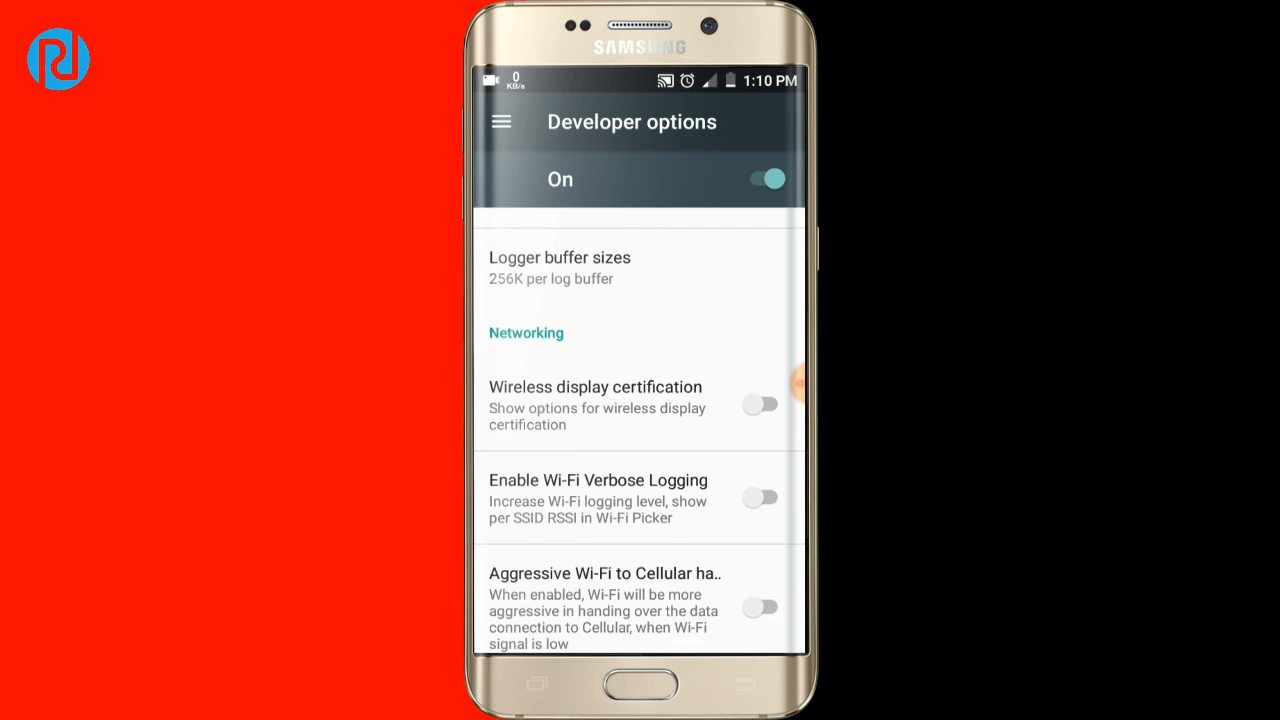 SAMSUNG
0
KB/s
1:10 PM
Developer options
On
Logger buffer sizes
256K per log buffer
Networking
Wireless display certification
Show options for wireless display
certification
Enable Wi-Fi Verbose Logging
Increase Wi-Fi logging level, show
per SSID RSSI in Wi-Fi Picker
Aggressive Wi-Fi to Cellular ha..
When enabled, Wi-Fi will be more
aggressive in handing over the data
connection to Cellular, when Wi-Fi
signal is low